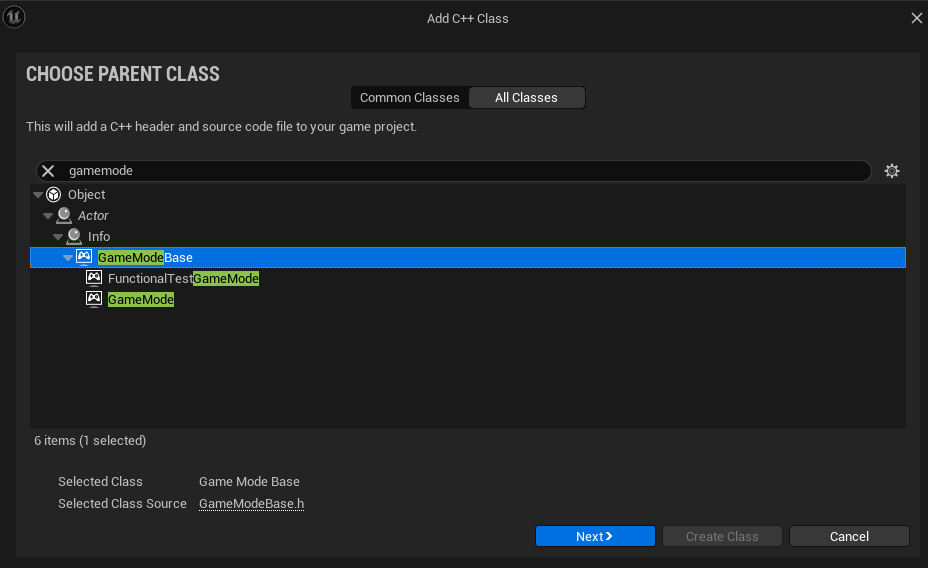 Add C++ Class
CHOOSE PARENT CLASS
Common Classes
All Classes
This will add a C++ header and source code file to your game project.
gamemode
Object
Actor
Info
GameModeBase
FunctionalTestGameMode
GameMode
6 items (1 selected)
Selected Class Game Mode Base
Selected Class Source GameModeBase.h
Next Create Class Cancel